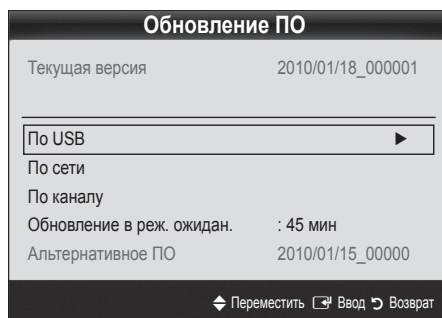 Обновление ПО
Текущая версия 2010/01/18_000001
По USB ►
По сети
По каналу
Обновление в реж. ожидан. : 45 мин
Альтернативное ПО 2010/01/15_00000
Переместить Ввод Возврат